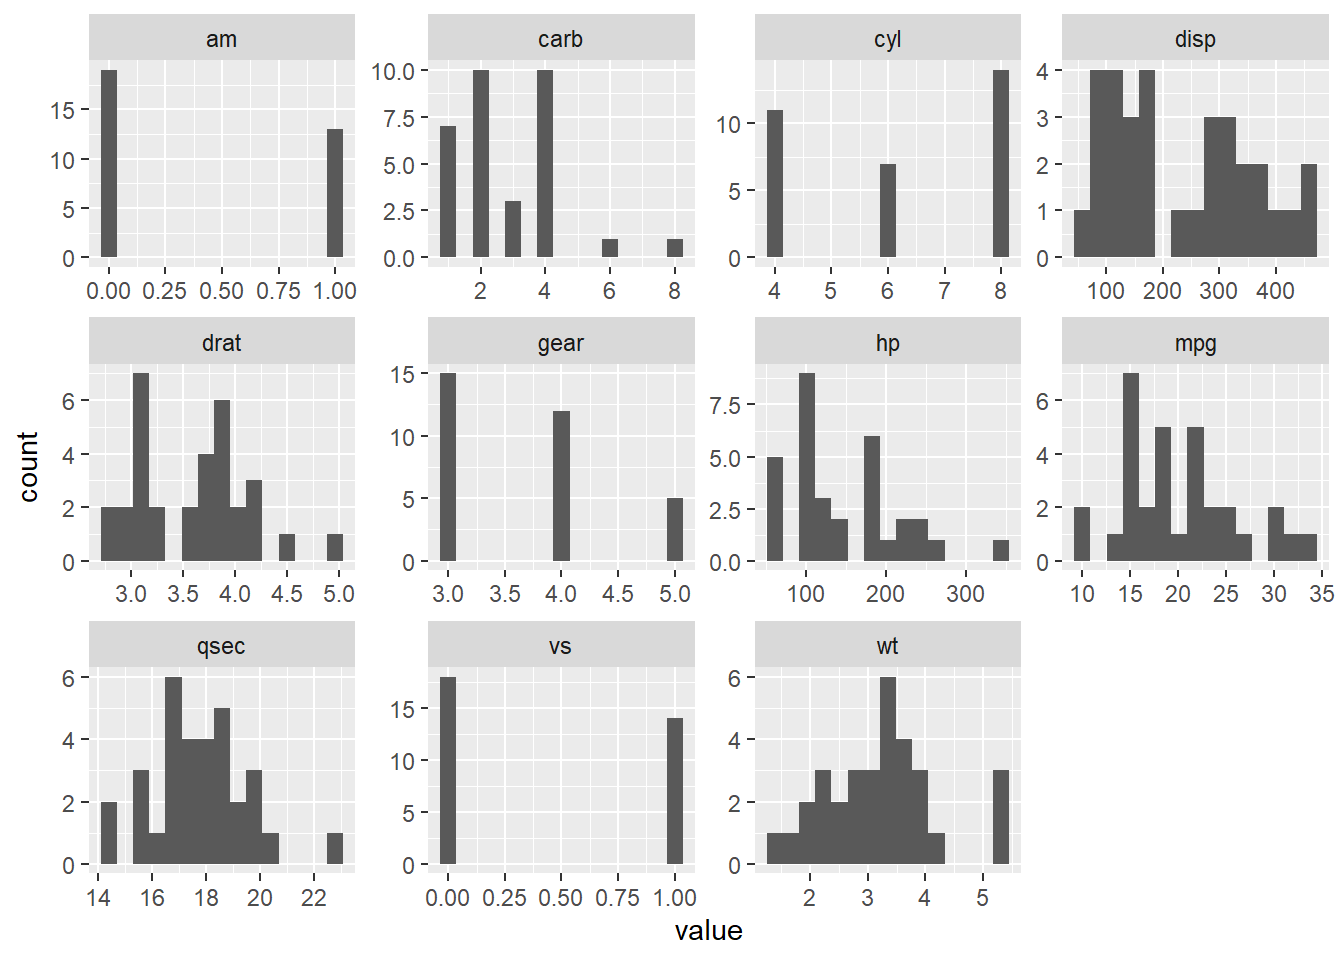 am carb cyl disp
15
10
5
0
0.00 0.25 0.50 0.75 1.00
10.0
7.5
5.0
2.5
0.0
2 4 6 8
10
5
0
4 5 6 7 8
4
3
2
1
0
100 200 300 400
drat gear hp mpg
6
4
2
0
3.0 3.5 4.0 4.5 5.0
15
10
5
0
3.0 3.5 4.0 4.5 5.0
7.5
5.0
2.5
0.0
100 200 300
6
4
2
0
10 15 20 25 30 35
count
qsec vs wt
6
4
2
0
14 16 18 20 22
15
10
5
0
0.00 0.25 0.50 0.75 1.00
6
4
2
0
2 3 4 5
value